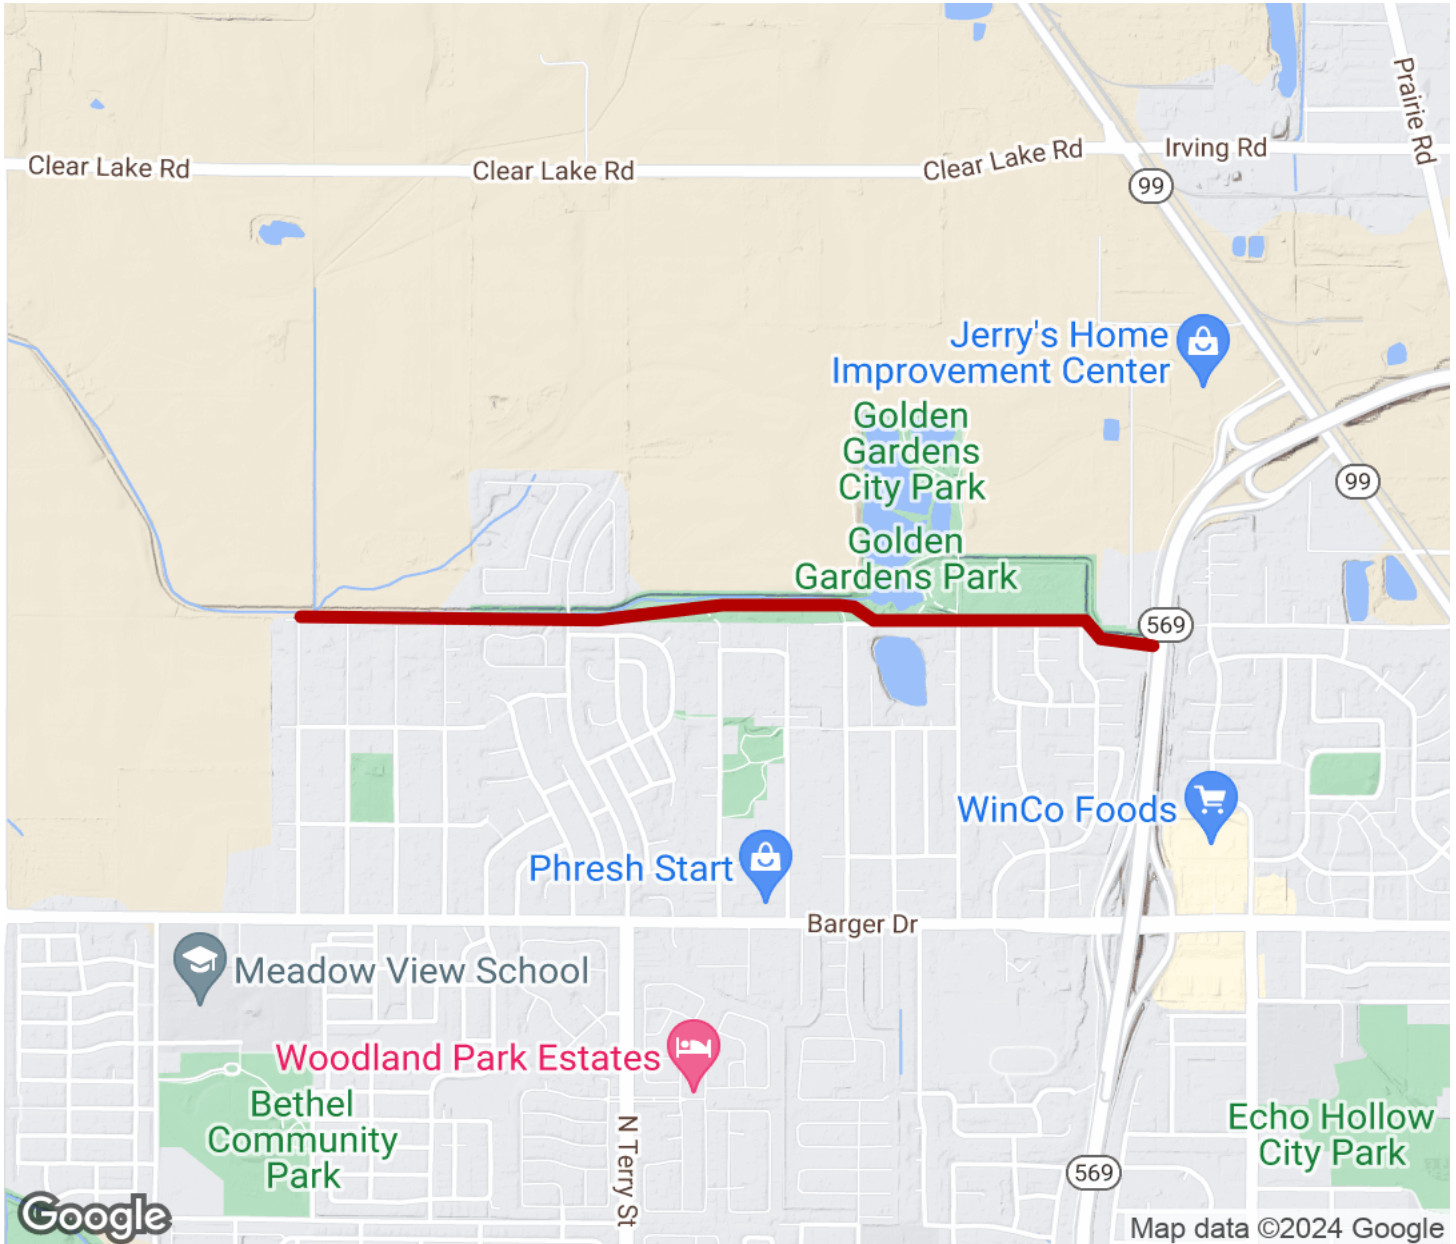 Prairie Rd
Clear Lake Rd
Clear Lake Rd
Clear Lake Rd
Irving Rd
99
Jerry's Home
Improvement Center
Golden
Gardens
City Park
99
Golden
Gardens Park
569
WinCo Foods
Phresh Start
Barger Dr
Meadow View School
Woodland Park Estates
Bethel
Community
Park
N Terry St
Echo Hollow
City Park
569
Google
Map data ©2024 Google